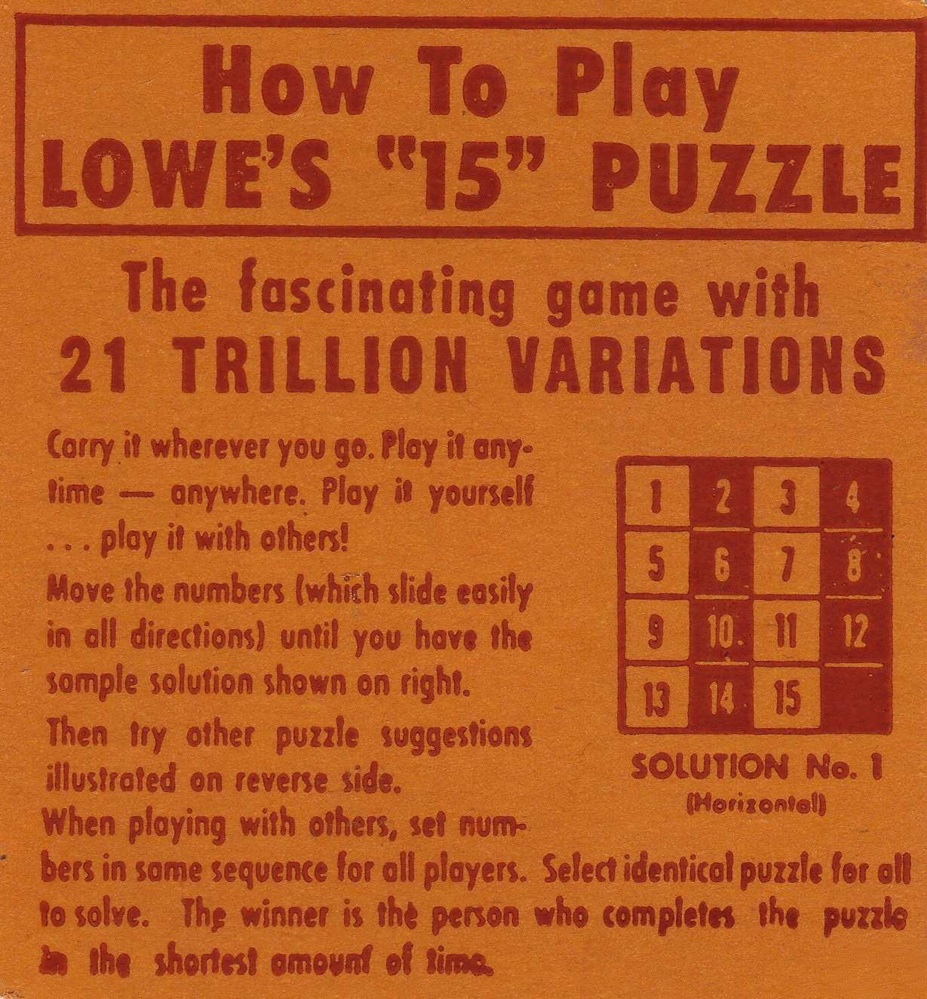 How To Play
LOWE'S "15" PUZZLE
The fascinating game with
21 TRILLION VARIATIONS
Carry it wherever you go. Play it any-
time — anywhere. Play it yourself
... play it with others!
Move the numbers (which slide easily
in all directions) until you have the
sample solution shown on right.
Then try other puzzle suggestions
illustrated on reverse side.
When playing with others, set num-
bers in same sequence for all players. Select identical puzzle for all
to solve. The winner is the person who completes the puzzle
in the shortest amount of time.
1 2 3 4
5 6 7 8
9 10 11 12
13 14 15
SOLUTION No. 1
(Horizontal)